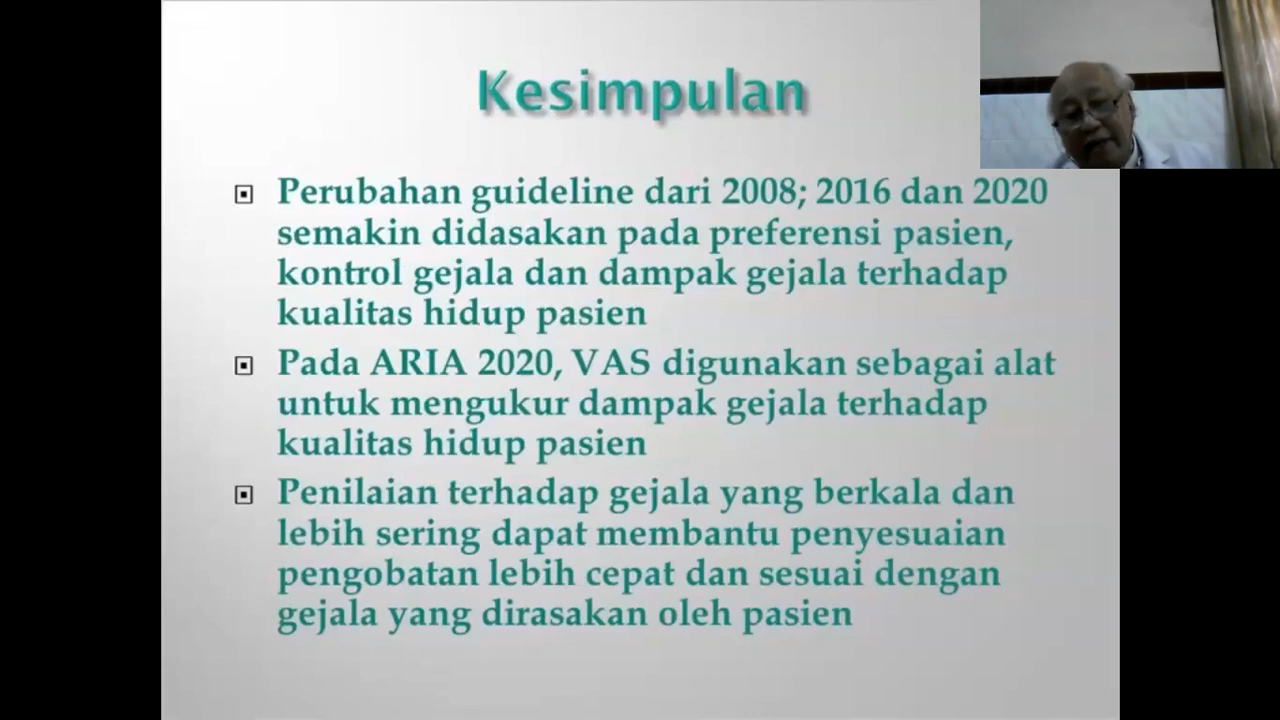 Kesimpulan
Perubahan guideline dari 2008; 2016 dan 2020
semakin didasakan pada preferensi pasien,
kontrol gejala dan dampak gejala terhadap
kualitas hidup pasien
Pada ARIA 2020, VAS digunakan sebagai alat
untuk mengukur dampak gejala terhadap
kualitas hidup pasien
Penilaian terhadap gejala yang berkala dan
lebih sering dapat membantu penyesuaian
pengobatan lebih cepat dan sesuai dengan
gejala yang dirasakan oleh pasien